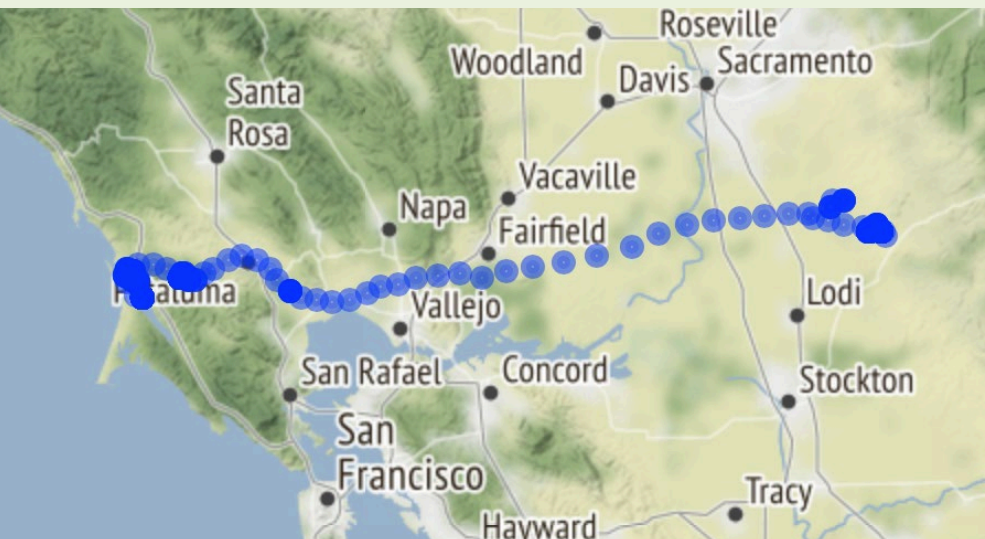 Roseville
Woodland
Sacramento
Davis
Santa
Rosa
Vacaville
Napa
Fairfield
Petaluma
Vallejo
Lodi
San Rafael
Concord
Stockton
San
Francisco
Tracy
Hayward